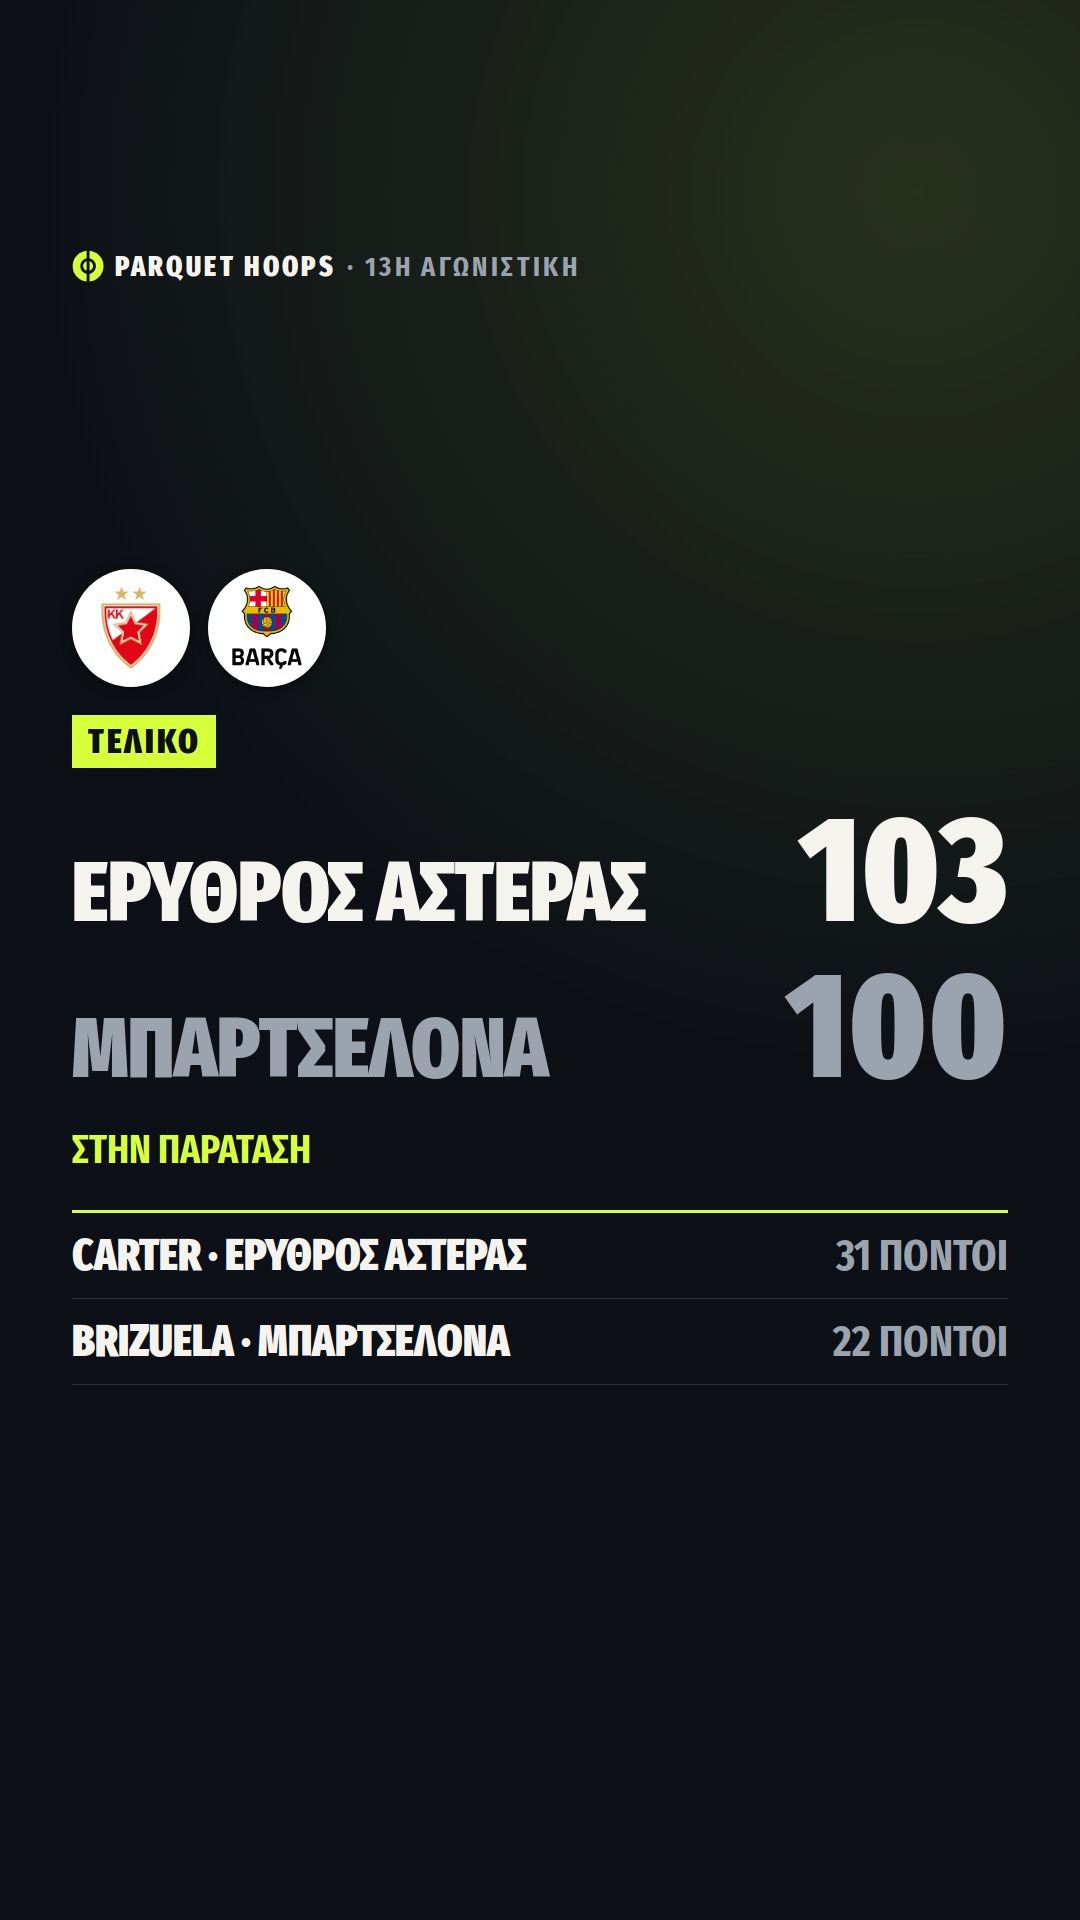 PARQUET HOOPS · 13Η ΑΓΩΝΙΣΤΙΚΗ
KK
FCB
BARÇA
ΤΕΛΙΚΟ
ΕΡΥΘΡΟΣ ΑΣΤΕΡΑΣ 103
ΜΠΑΡΤΣΕΛΟΝΑ 100
ΣΤΗΝ ΠΑΡΑΤΑΣΗ
CARTER · ΕΡΥΘΡΟΣ ΑΣΤΕΡΑΣ 31 ΠΟΝΤΟΙ
BRIZUELA · ΜΠΑΡΤΣΕΛΟΝΑ 22 ΠΟΝΤΟΙ